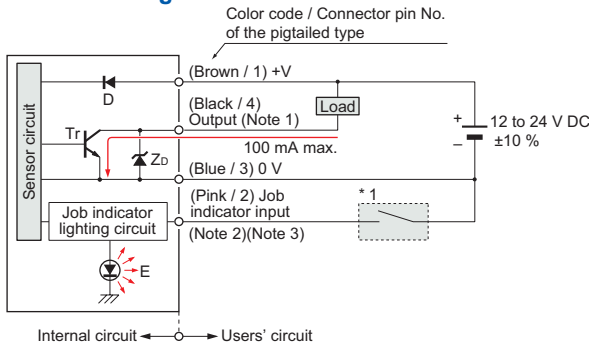 Color code / Connector pin No.
of the pigtailed type
(Brown / 1) +V
D
(Black / 4)
Output (Note 1)
Load
Tr
ZD
100 mA max.
+
–
12 to 24 V DC
±10 %
Sensor circuit
(Blue / 3) 0 V
(Pink / 2) Job
indicator input
(Note 2)(Note 3)
* 1
Job indicator
lighting circuit
E
Internal circuit
Users' circuit